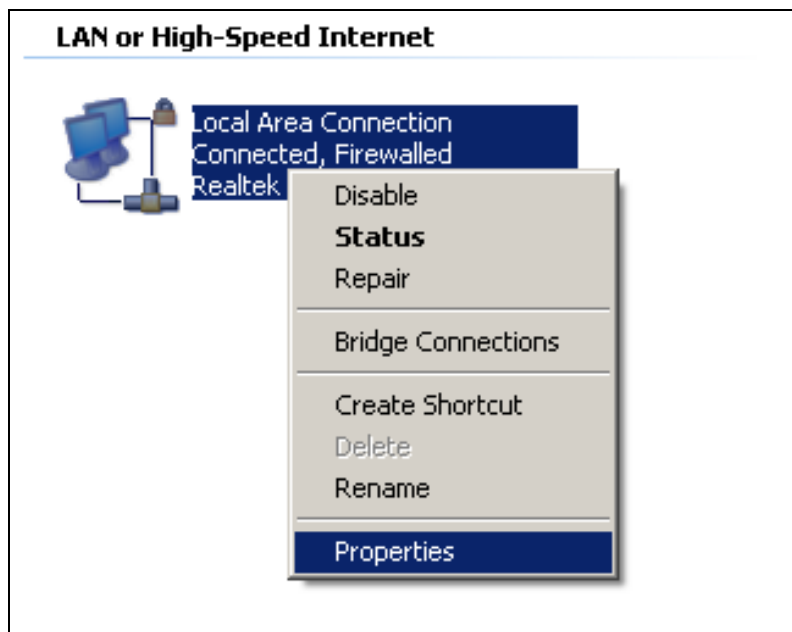 LAN or High-Speed Internet
Local Area Connection
Connected, Firewalled
Realtek
Disable
Status
Repair
Bridge Connections
Create Shortcut
Delete
Rename
Properties